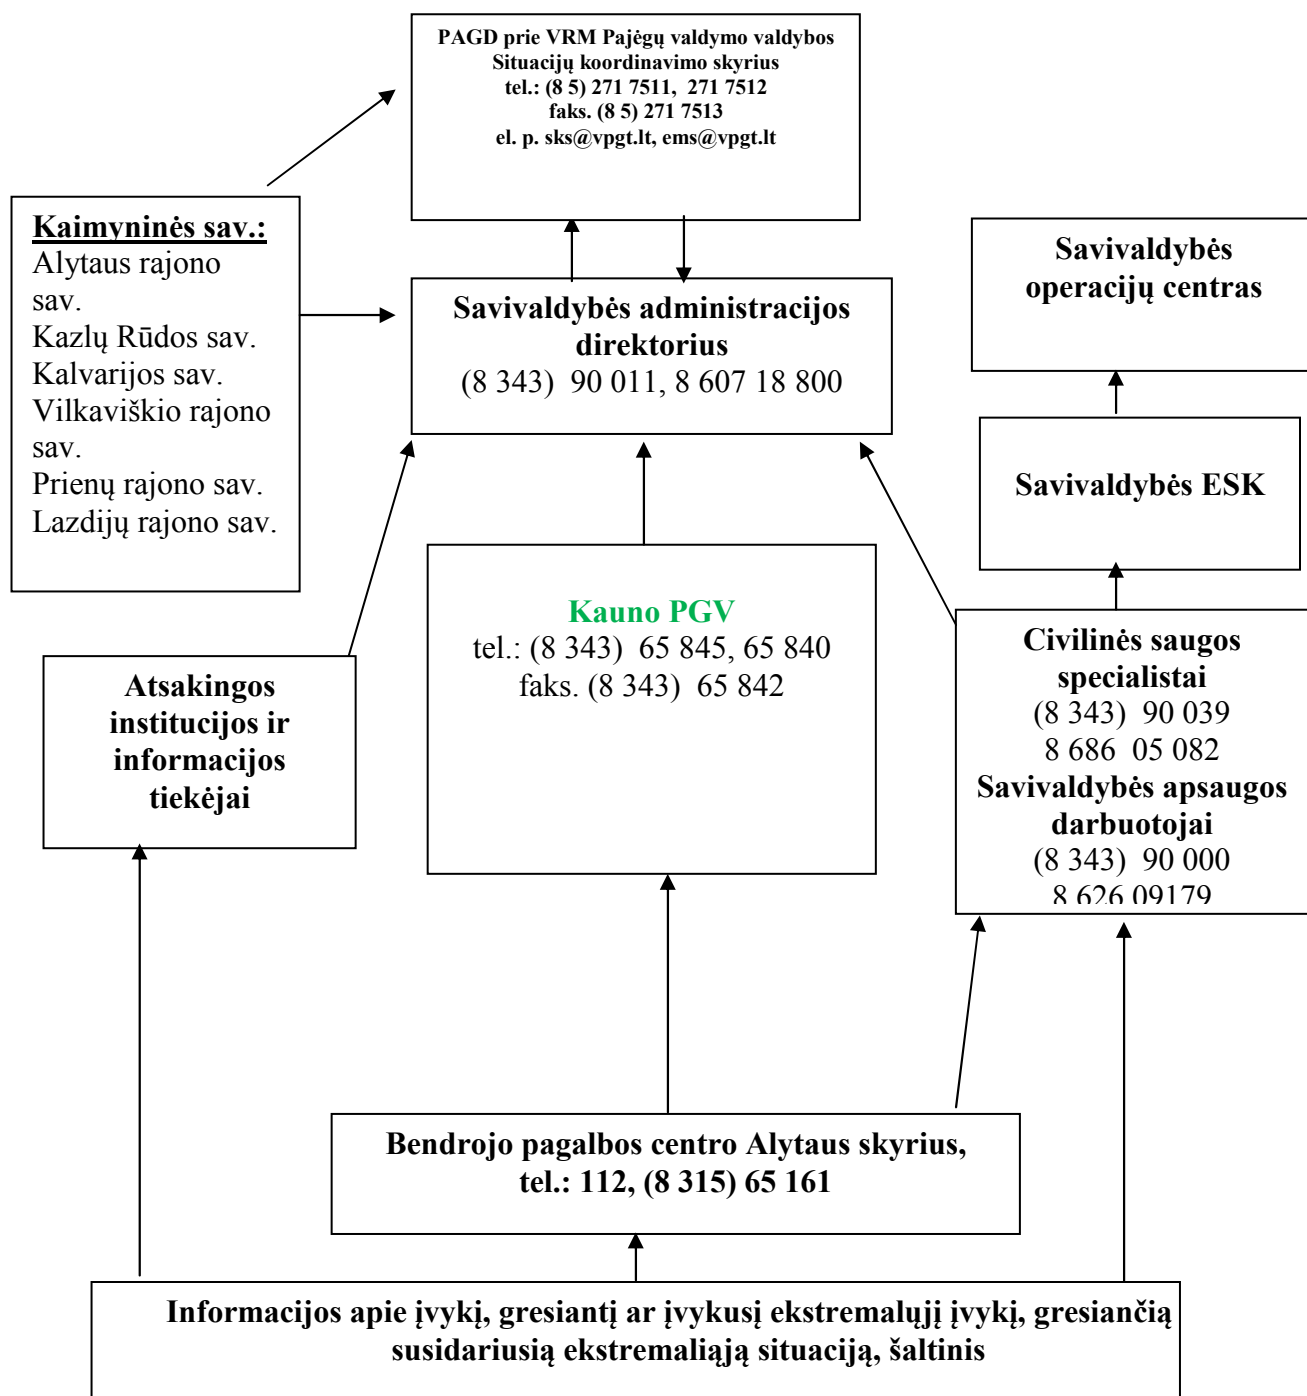 PAGD prie VRM Pajėgų valdymo valdybos
Situacijų koordinavimo skyrius
tel.: (8 5) 271 7511, 271 7512
faks. (8 5) 271 7513
el. p. sks@vpgt.lt, ems@vpgt.lt
Kaimyninės sav.:
Alytaus rajono
sav.
Kazlų Rūdos sav.
Kalvarijos sav.
Vilkaviškio rajono
sav.
Prienų rajono sav.
Lazdijų rajono sav.
Savivaldybės administracijos
direktorius
(8 343) 90 011, 8 607 18 800
Savivaldybės
operacijų centras
Savivaldybės ESK
Kauno PGV
tel.: (8 343) 65 845, 65 840
faks. (8 343) 65 842
Atsakingos
institucijos ir
informacijos
tiekėjai
Civilinės saugos
specialistai
(8 343) 90 039
8 686 05 082
Savivaldybės apsaugos
darbuotojai
(8 343) 90 000
8 626 09179
Bendrojo pagalbos centro Alytaus skyrius,
tel.: 112, (8 315) 65 161
Informacijos apie įvykį, gresiantį ar įvykusį ekstremalųjį įvykį, gresiančią
susidariusią ekstremaliąją situaciją, šaltinis